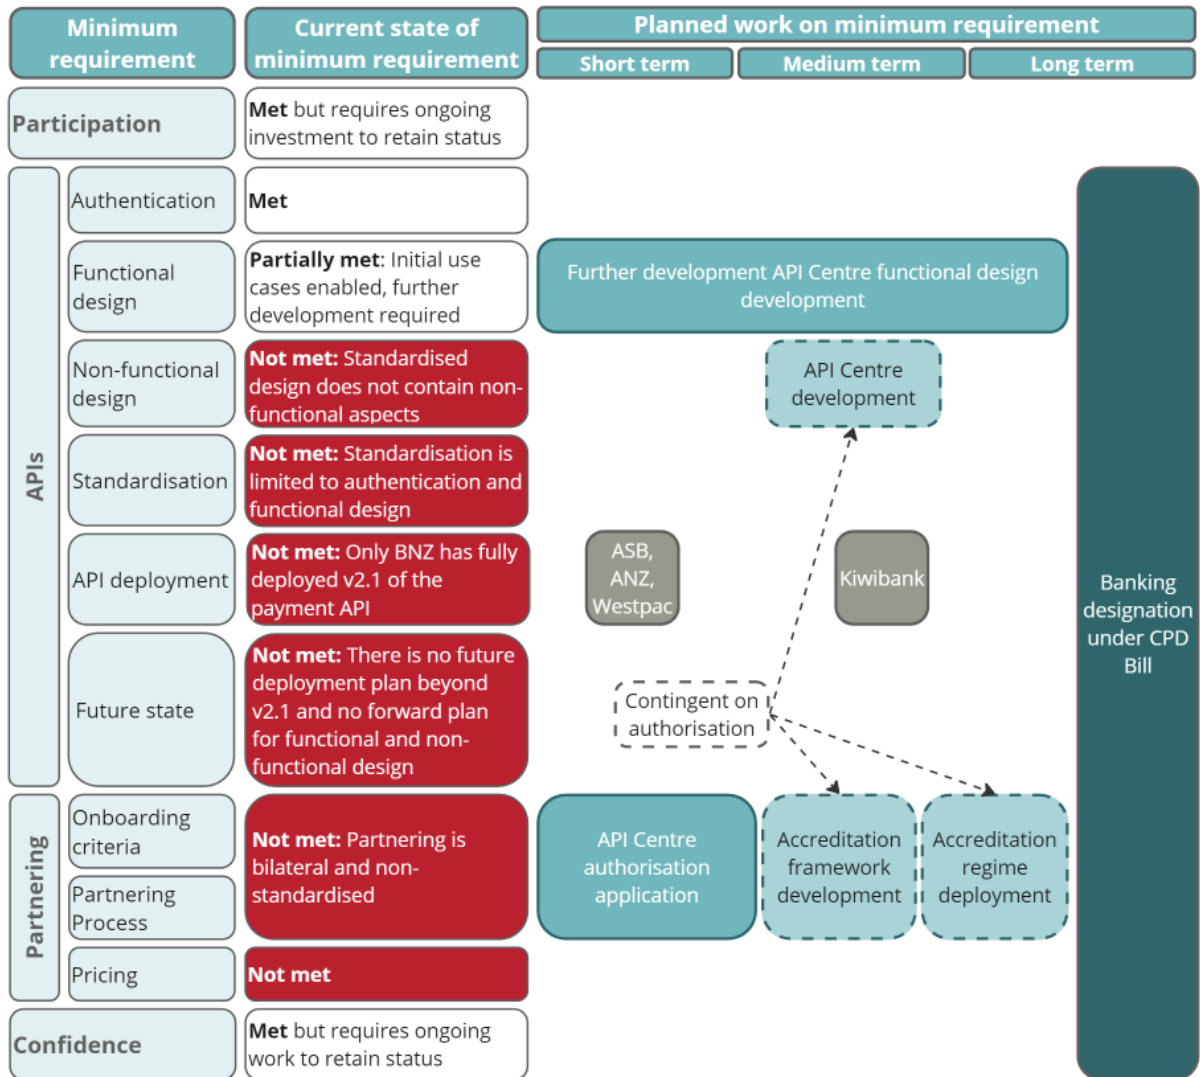 Minimum
requirement
Current state of
minimum requirement
Planned work on minimum requirement
Short term
Medium term
Long term
Participation
Met but requires ongoing
investment to retain status
APIs
Authentication
Met
Functional
design
Partially met: Initial use
cases enabled, further
development required
Further development API Centre functional design
development
Non-functional
design
Not met: Standardised
design does not contain non-
functional aspects
API Centre
development
Standardisation
Not met: Standardisation is
limited to authentication and
functional design
API deployment
Not met: Only BNZ has fully
deployed v2.1 of the
payment API
ASB,
ANZ,
Westpac
Kiwibank
Banking
designation
under CPD
Bill
Future state
Not met: There is no future
deployment plan beyond
v2.1 and no forward plan
for functional and non-
functional design
Contingent on
authorisation
Partnering
Onboarding
criteria
Partnering
Process
Not met: Partnering is
bilateral and non-
standardised
API Centre
authorisation
application
Accreditation
framework
development
Accreditation
regime
deployment
Pricing
Not met
Confidence
Met but requires ongoing
work to retain status